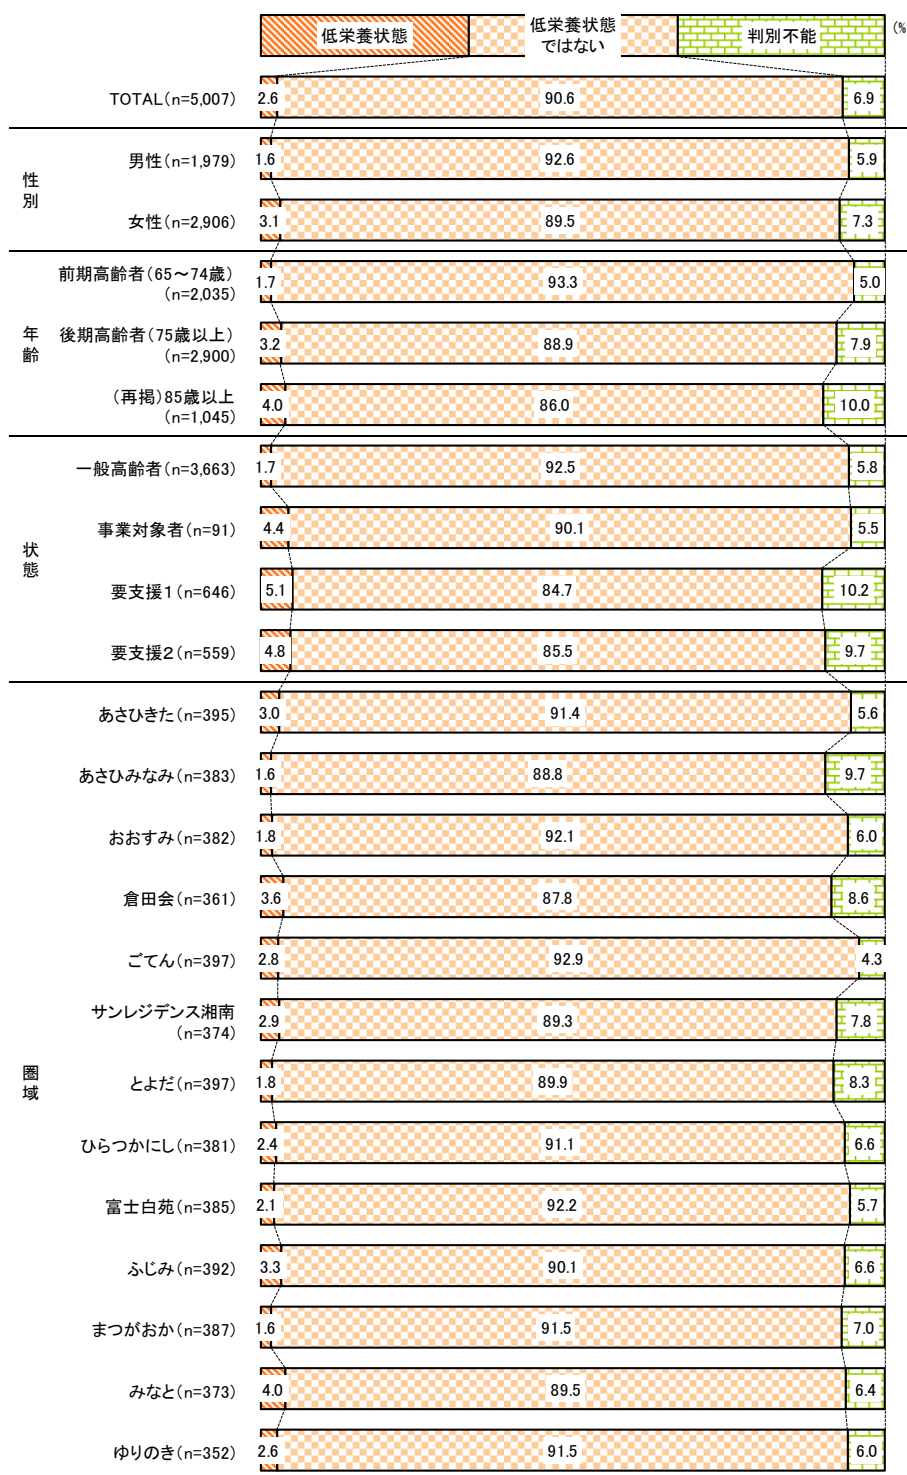 低栄養状態
低栄養状態
ではない
判別不能
(%
TOTAL(n=5,007) 2.6 90.6 6.9
性別
男性(n=1,979) 1.6 92.6 5.9
女性(n=2,906) 3.1 89.5 7.3
年齢
前期高齢者(65～74歳)
(n=2,035) 1.7 93.3 5.0
後期高齢者(75歳以上)
(n=2,900) 3.2 88.9 7.9
(再掲)85歳以上
(n=1,045) 4.0 86.0 10.0
状態
一般高齢者(n=3,663) 1.7 92.5 5.8
事業対象者(n=91) 4.4 90.1 5.5
要支援1(n=646) 5.1 84.7 10.2
要支援2(n=559) 4.8 85.5 9.7
圏域
あさひきた(n=395) 3.0 91.4 5.6
あさひみなみ(n=383) 1.6 88.8 9.7
おおすみ(n=382) 1.8 92.1 6.0
倉田会(n=361) 3.6 87.8 8.6
ごてん(n=397) 2.8 92.9 4.3
サンレジデンス湘南
(n=374) 2.9 89.3 7.8
とよだ(n=397) 1.8 89.9 8.3
ひらつかにし(n=381) 2.4 91.1 6.6
富士白苑(n=385) 2.1 92.2 5.7
ふじみ(n=392) 3.3 90.1 6.6
まつがおか(n=387) 1.6 91.5 7.0
みなと(n=373) 4.0 89.5 6.4
ゆりのき(n=352) 2.6 91.5 6.0